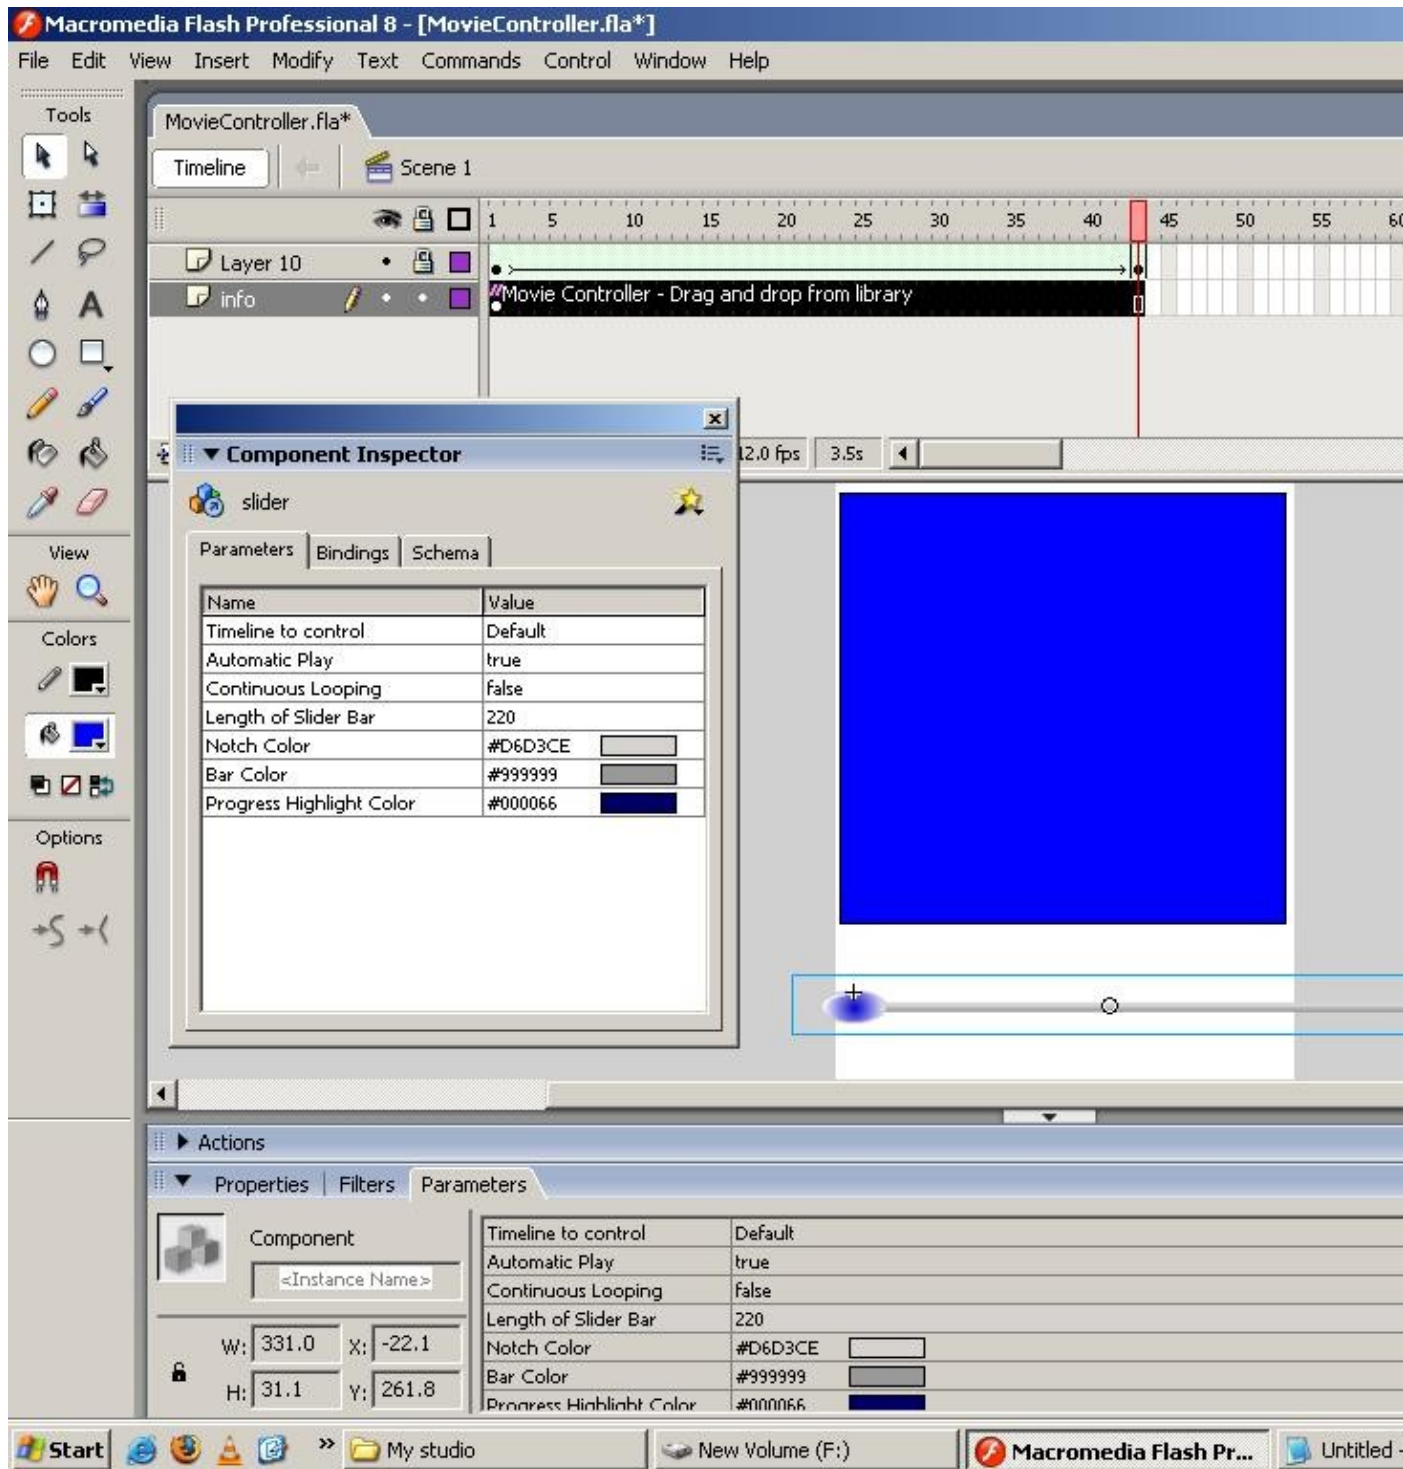 Macromedia Flash Professional 8 - [MovieController.fla*]
File Edit View Insert Modify Text Commands Control Window Help
Tools
MovieController.fla*
Timeline
Scene 1
1 5 10 15 20 25 30 35 40 45 50 55 60
Layer 10
info
Movie Controller - Drag and drop from library
Component Inspector
12.0 fps 3.5s
slider
Parameters Bindings Schema
View
Name Value
Timeline to control Default
Automatic Play true
Continuous Looping false
Length of Slider Bar 220
Notch Color #D6D3CE
Bar Color #999999
Progress Highlight Color #000066
Colors
Options
Actions
Properties Filters Parameters
Component
<Instance Name>
W: 331.0 X: -22.1
H: 31.1 Y: 261.8
Timeline to control Default
Automatic Play true
Continuous Looping false
Length of Slider Bar 220
Notch Color #D6D3CE
Bar Color #999999
Progress Highlight Color #000066
Start
» My studio
New Volume (F:)
Macromedia Flash Pr...
Untitled -